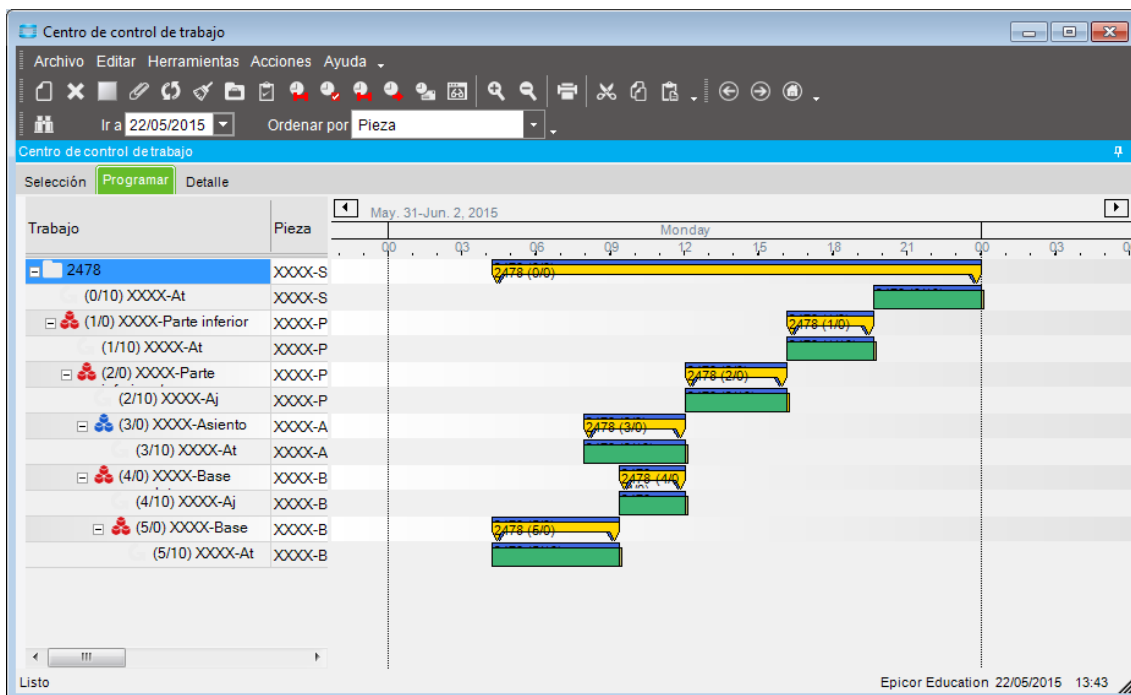 Centro de control de trabajo
Archivo Editar Herramientas Acciones Ayuda
Ir a 22/05/2015 Ordenar por Pieza
Centro de control de trabajo
Selección Programar Detalle
May. 31-Jun. 2, 2015
Trabajo Pieza Monday
00 03 06 09 12 15 18 21 00 03
2478 XXXX-S 2478 (0/0)
(0/10) XXXX-At XXXX-S
(1/0) XXXX-Parte inferior XXXX-P 2478 (1/0)
(1/10) XXXX-At XXXX-P
(2/0) XXXX-Parte XXXX-P 2478 (2/0)
(2/10) XXXX-Aj XXXX-P
(3/0) XXXX-Asiento XXXX-A 2478 (3/0)
(3/10) XXXX-At XXXX-A
(4/0) XXXX-Base XXXX-B 2478 (4/0
(4/10) XXXX-Aj XXXX-B
(5/0) XXXX-Base XXXX-B 2478 (5/0)
(5/10) XXXX-At XXXX-B
Listo Epicor Education 22/05/2015 13:43